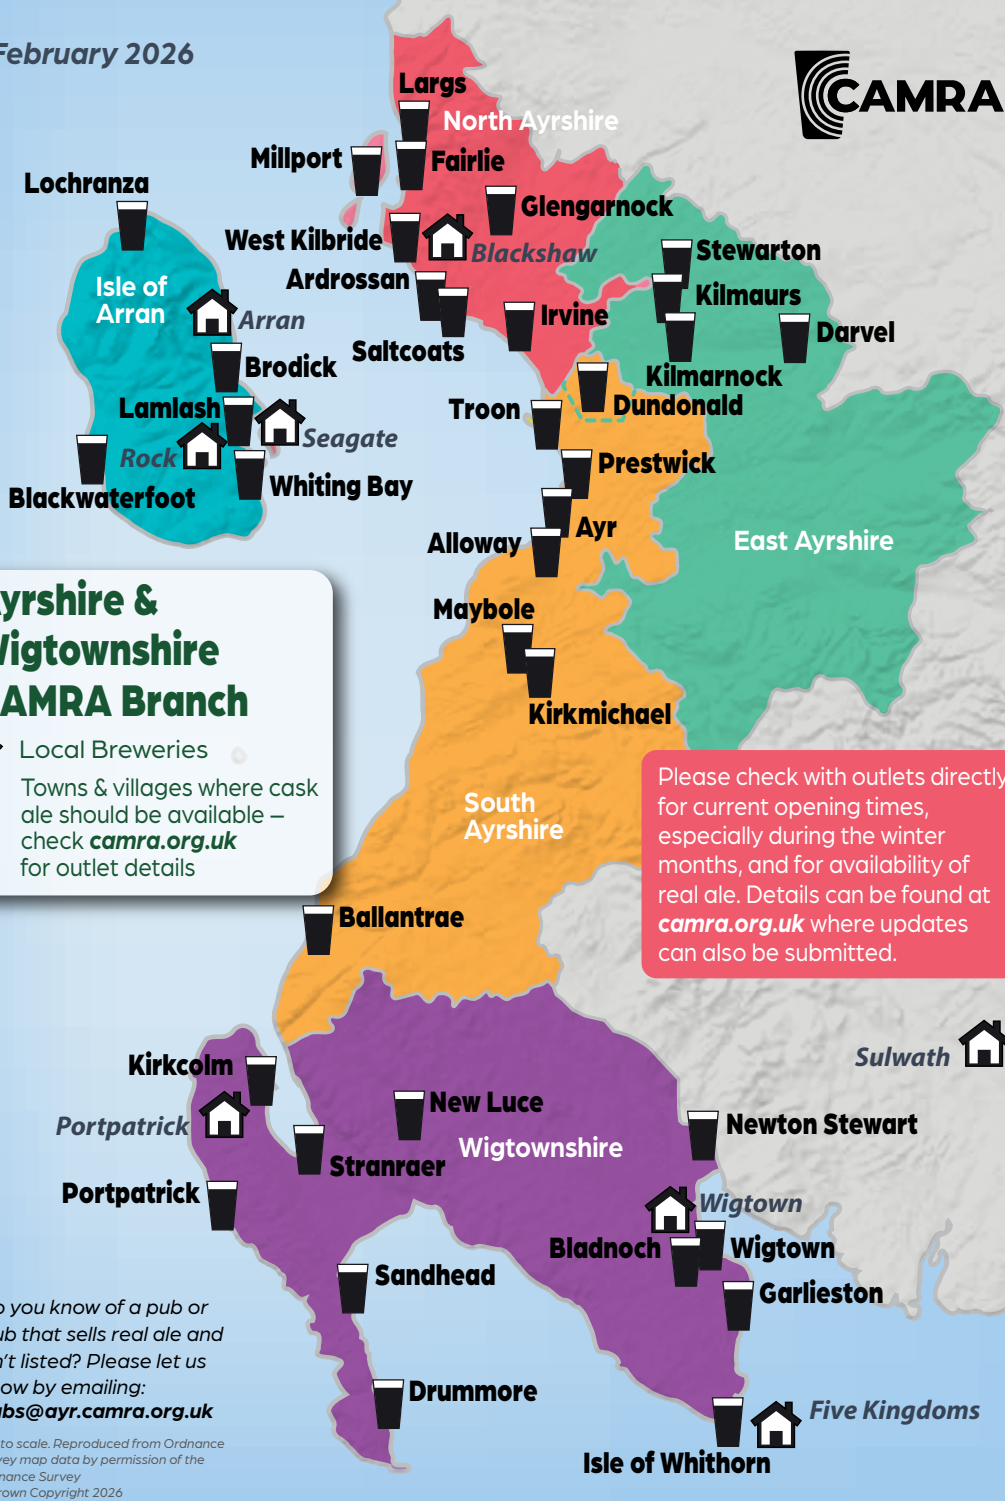 February 2026
CAMRA
Largs
North Ayrshire
Millport
Fairlie
Lochranza
Glengarnock
West Kilbride
Blackshaw
Stewarton
Ardrossan
Isle of
Arran
Kilmaurs
Arran
Irvine
Darvel
Saltcoats
Brodick
Kilmarnock
Lamlash
Troon
Dundonald
Seagate
Rock
Prestwick
Whiting Bay
Blackwaterfoot
Ayr
Alloway
East Ayrshire
yrshire &
igtownshire
AMRA Branch
Local Breweries
Towns & villages where cask
ale should be available –
check camra.org.uk
for outlet details
Maybole
Kirkmichael
South
Ayrshire
Please check with outlets directly
for current opening times,
especially during the winter
months, and for availability of
real ale. Details can be found at
camra.org.uk where updates
can also be submitted.
Ballantrae
Sulwath
Kirkcolm
New Luce
Portpatrick
Newton Stewart
Wigtownshire
Stranraer
Portpatrick
Wigtown
Bladnoch
Wigtown
Sandhead
Garlieston
o you know of a pub or
ub that sells real ale and
n't listed? Please let us
ow by emailing:
bs@ayr.camra.org.uk
Drummore
Five Kingdoms
Isle of Whithorn
to scale. Reproduced from Ordnance
vey map data by permission of the
nance Survey
rown Copyright 2026